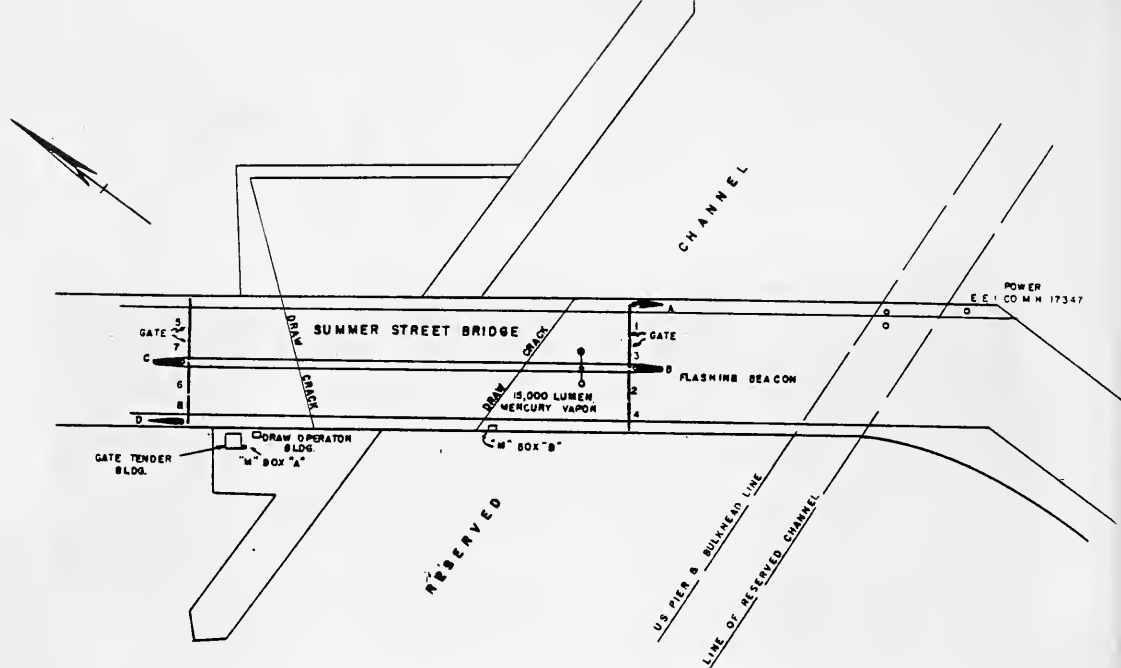 CHANNEL
POWER
E E I CO M H 17347
A
SUMMER STREET BRIDGE
DRAW
CRACK
DRAW
CRACK
5
GATE
7
C
6
8
D
1
GATE
3
B
FLASHING BEACON
2
4
15,000 LUMEN
MERCURY VAPOR
DRAW OPERATON
BLDG.
GATE TENDER
BLDG.
"M" BOX "A"
"M" BOX "B"
RESERVED
US PIER & BULKHEAD LINE
LINE OF RESERVED CHANNEL